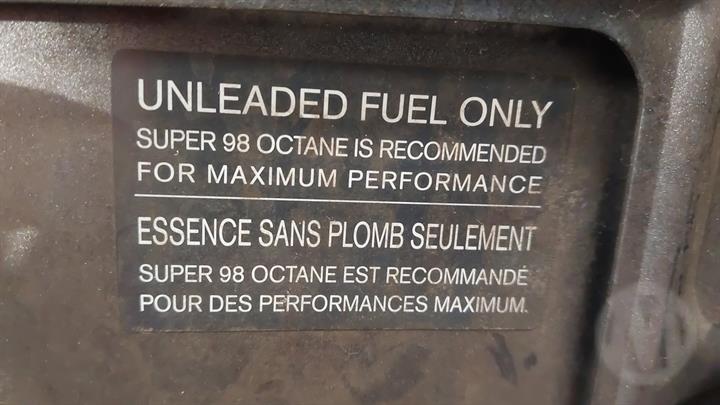 UNLEADED FUEL ONLY
SUPER 98 OCTANE IS RECOMMENDED
FOR MAXIMUM PERFORMANCE
ESSENCE SANS PLOMB SEULEMENT
SUPER 98 OCTANE EST RECOMMANDÉ
POUR DES PERFORMANCES MAXIMUM.